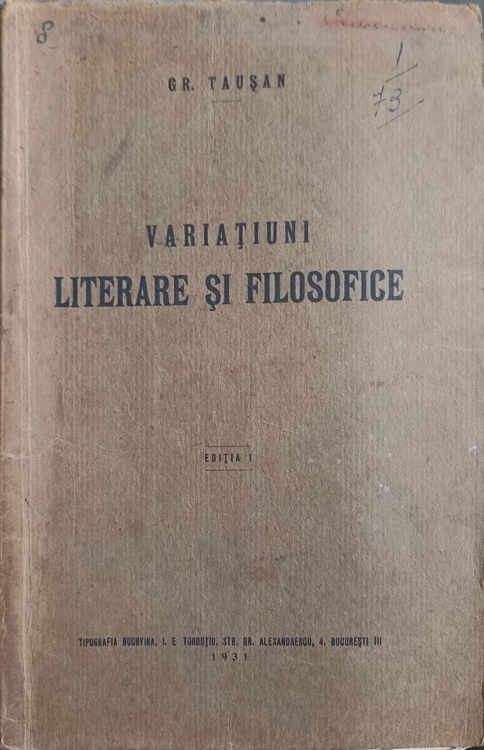 8
1
73
GR. TAUŞAN
VARIAŢIUNI
LITERARE ŞI FILOSOFICE
EDIŢIA I
TIPOGRAFIA BUCOVINA, I. E. TOROUŢIU, STR. GR. ALEXANDRESCU, 4. BUCUREŞTI III
1931